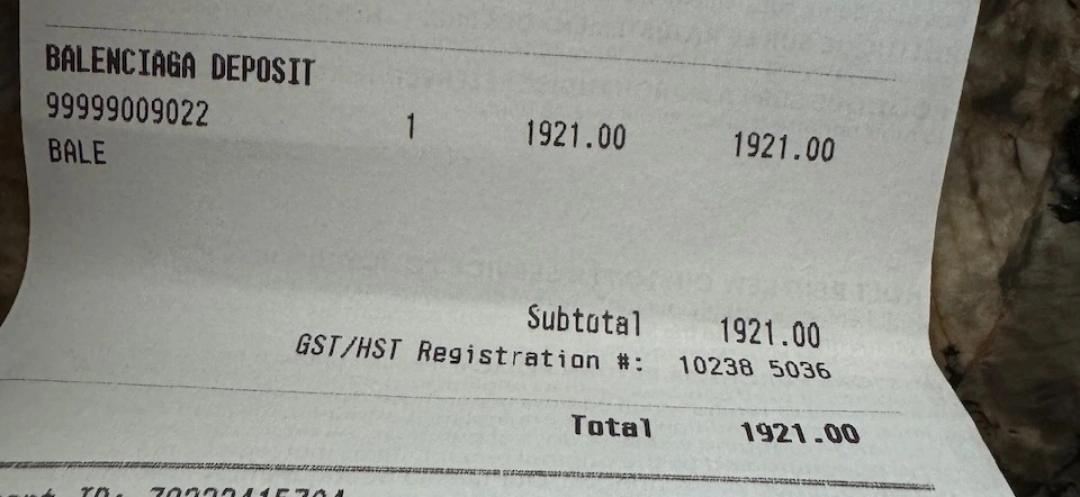 BALENCIAGA DEPOSIT
99999009022 1 1921.00 1921.00
BALE
Subtotal 1921.00
GST/HST Registration #: 10238 5036
Total 1921.00